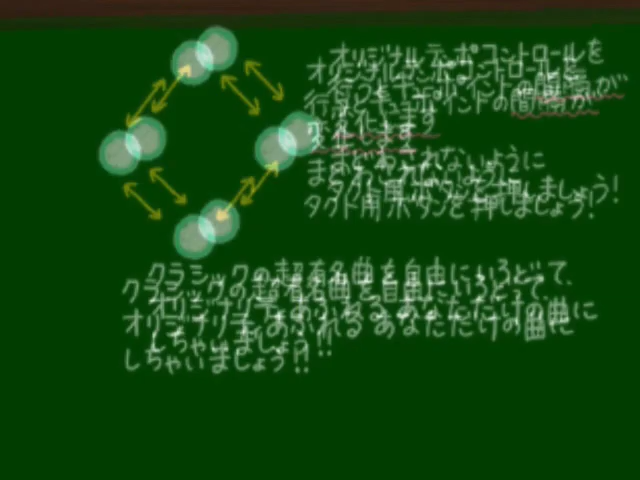 オリジナルテンポコントロールを
行うとキューポイントの間隔が
変化します
まどわされないように
タクト用ボタンを押しましょう!
クラシックの超有名曲を自由にいろどって、
オリジナリティあふれるあなただけの曲に
しちゃいましょう!!